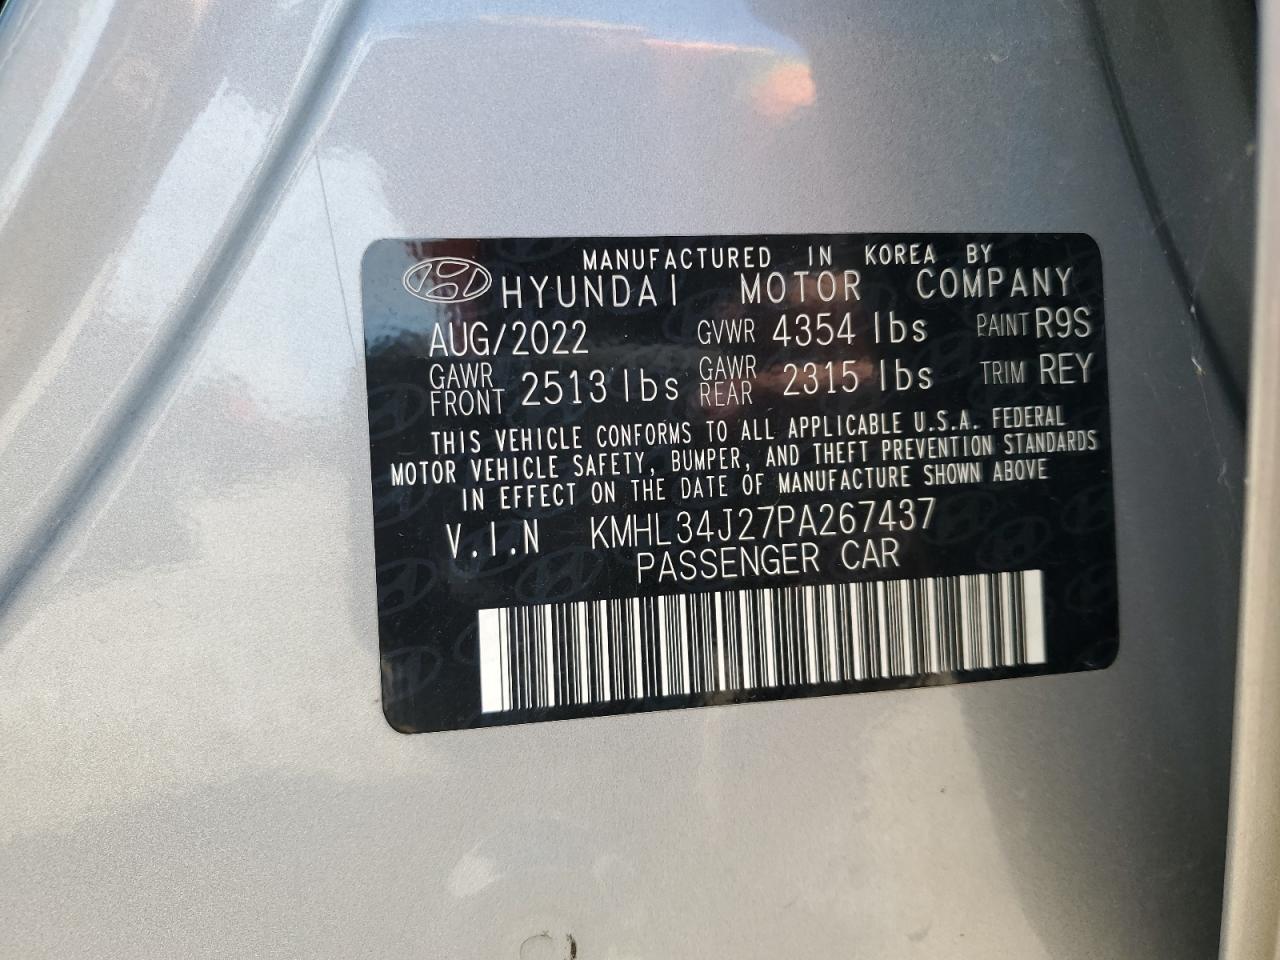 MANUFACTURED IN KOREA BY
HYUNDAI MOTOR COMPANY
AUG/2022 GVWR 4354 lbs PAINT R9S
GAWR FRONT 2513 lbs GAWR REAR 2315 lbs TRIM REY
THIS VEHICLE CONFORMS TO ALL APPLICABLE U.S.A. FEDERAL
MOTOR VEHICLE SAFETY, BUMPER, AND THEFT PREVENTION STANDARDS
IN EFFECT ON THE DATE OF MANUFACTURE SHOWN ABOVE
V.I.N KMHL34J27PA267437
PASSENGER CAR